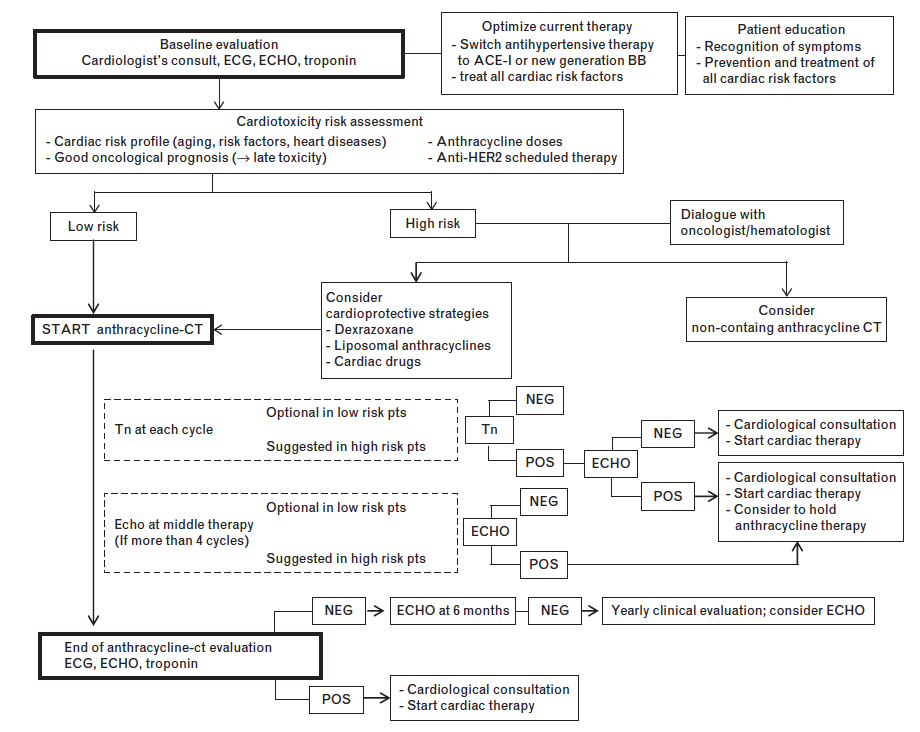 Baseline evaluation
Cardiologist's consult, ECG, ECHO, troponin
Optimize current therapy
- Switch antihypertensive therapy
to ACE-I or new generation BB
- treat all cardiac risk factors
Patient education
- Recognition of symptoms
- Prevention and treatment of
all cardiac risk factors
Cardiotoxicity risk assessment
- Cardiac risk profile (aging, risk factors, heart diseases)
- Good oncological prognosis (→ late toxicity)
- Anthracycline doses
- Anti-HER2 scheduled therapy
Low risk
High risk
Dialogue with
oncologist/hematologist
Consider
cardioprotective strategies
- Dexrazoxane
- Liposomal anthracyclines
- Cardiac drugs
Consider
non-containg anthracycline CT
START anthracycline-CT
Tn at each cycle
Optional in low risk pts
Suggested in high risk pts
Tn
NEG
POS
ECHO
NEG
POS
- Cardiological consultation
- Start cardiac therapy
- Cardiological consultation
- Start cardiac therapy
- Consider to hold
anthracycline therapy
Echo at middle therapy
(If more than 4 cycles)
Optional in low risk pts
Suggested in high risk pts
ECHO
NEG
POS
End of anthracycline-ct evaluation
ECG, ECHO, troponin
NEG
ECHO at 6 months
NEG
Yearly clinical evaluation; consider ECHO
POS
- Cardiological consultation
- Start cardiac therapy